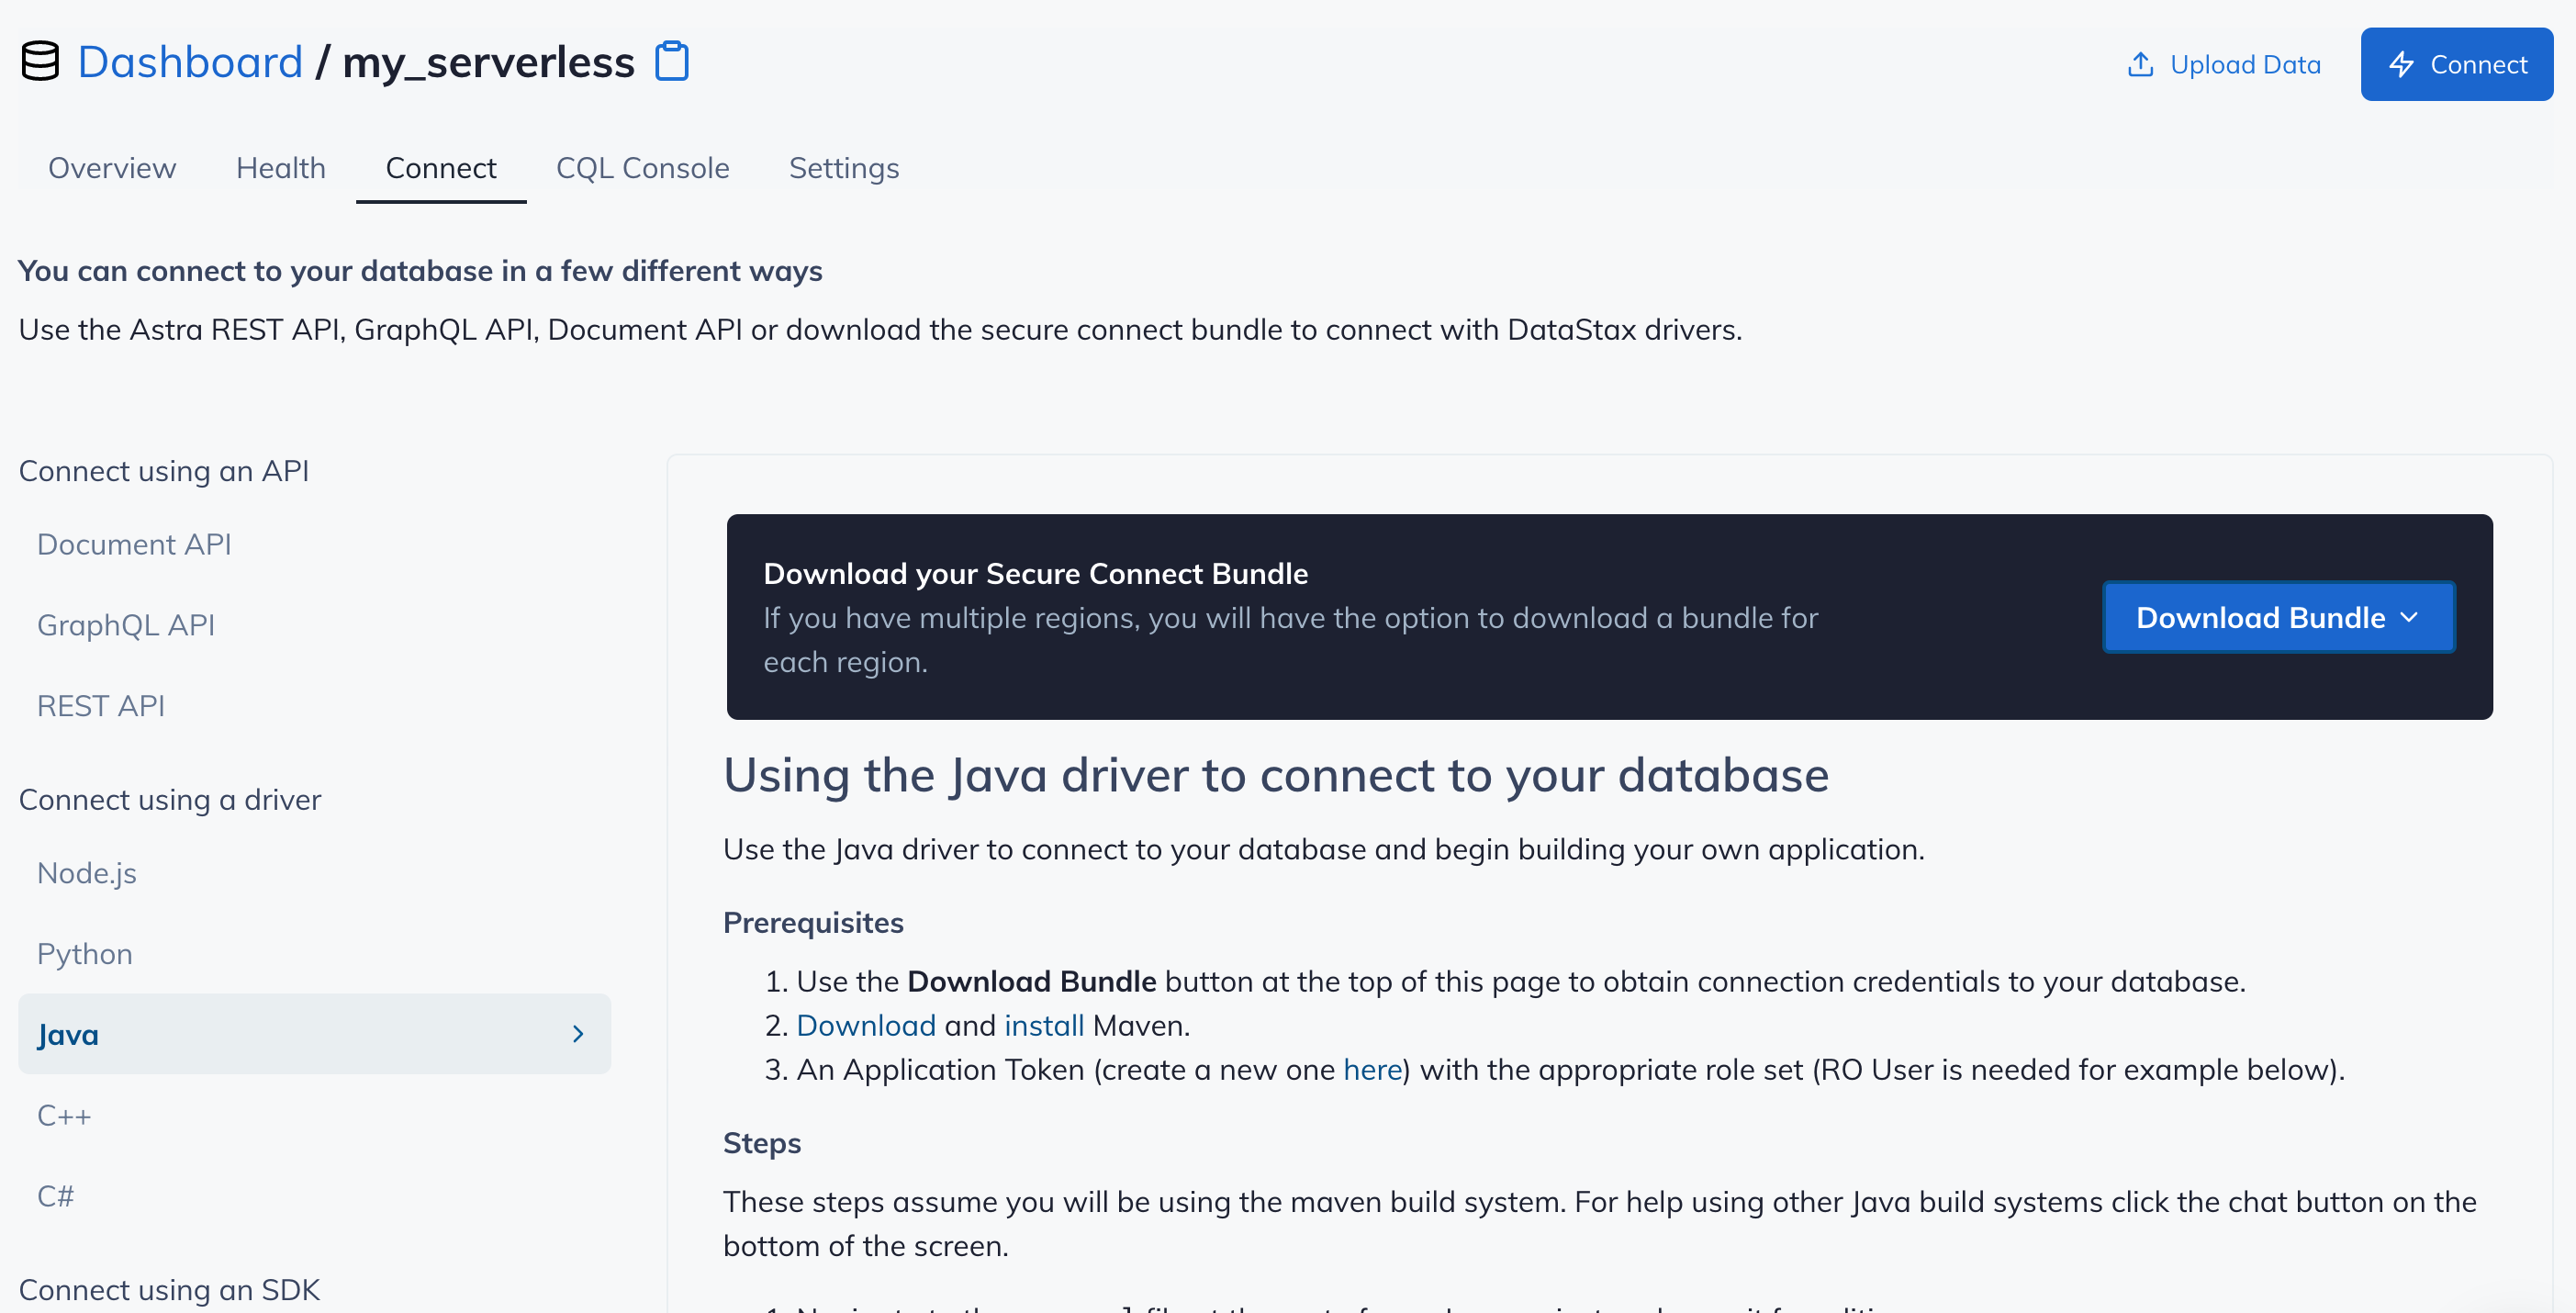 Dashboard / my_serverless
Upload Data
Connect
Overview
Health
Connect
CQL Console
Settings
You can connect to your database in a few different ways
Use the Astra REST API, GraphQL API, Document API or download the secure connect bundle to connect with DataStax drivers.
Connect using an API
Document API
GraphQL API
REST API
Connect using a driver
Node.js
Python
Java
C++
C#
Connect using an SDK
Download your Secure Connect Bundle
If you have multiple regions, you will have the option to download a bundle for
each region.
Download Bundle
Using the Java driver to connect to your database
Use the Java driver to connect to your database and begin building your own application.
Prerequisites
1. Use the Download Bundle button at the top of this page to obtain connection credentials to your database.
2. Download and install Maven.
3. An Application Token (create a new one here) with the appropriate role set (RO User is needed for example below).
Steps
These steps assume you will be using the maven build system. For help using other Java build systems click the chat button on the
bottom of the screen.